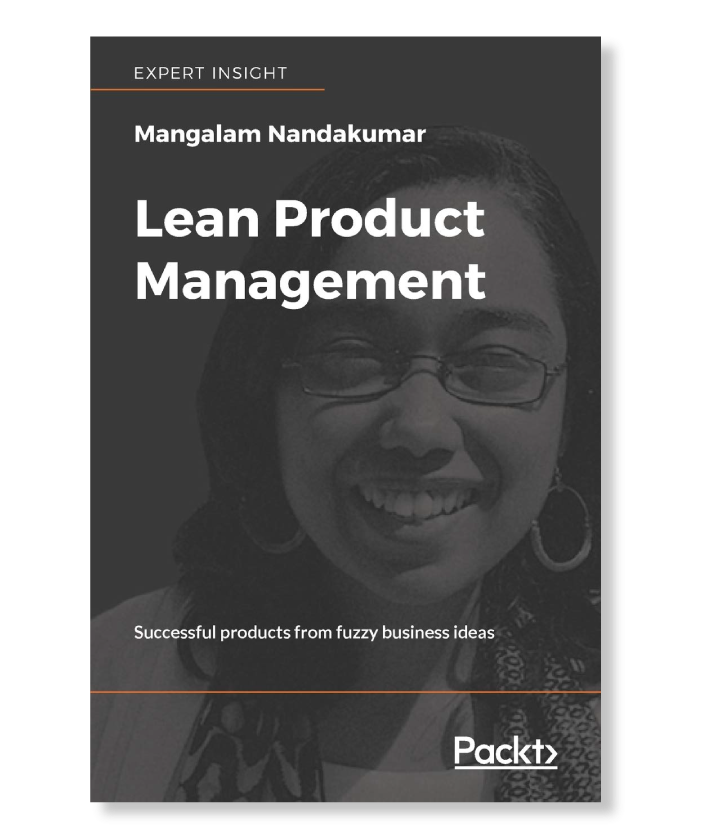 EXPERT INSIGHT
Mangalam Nandakumar
Lean Product
Management
Successful products from fuzzy business ideas
Packt>